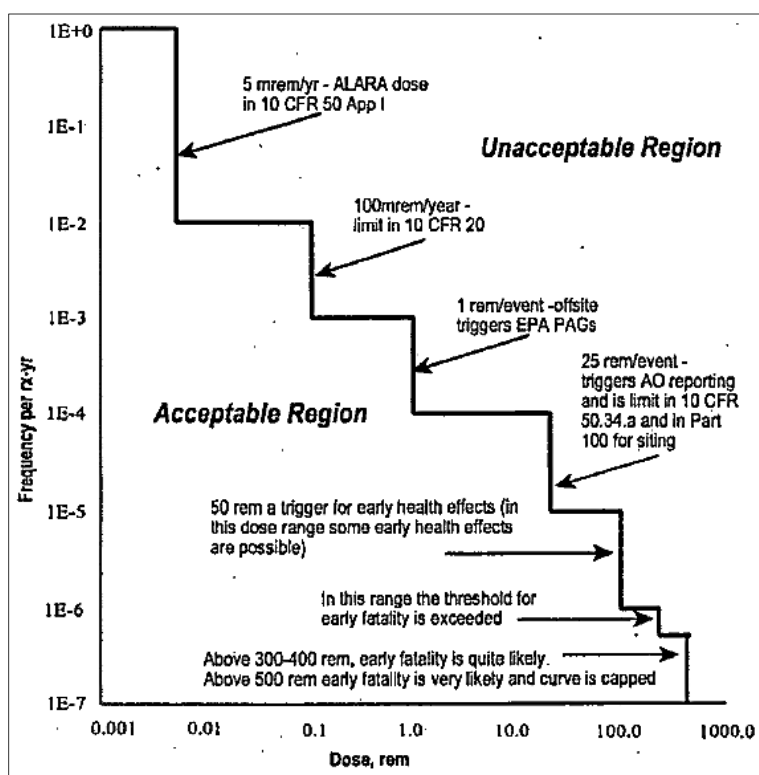 1E+0
5 mrem/yr - ALARA dose
in 10 CFR 50 App I
1E-1
Unacceptable Region
100mrem/year -
limit in 10 CFR 20
1E-2
1 rem/event -offsite
triggers EPA PAGs
1E-3
25 rem/event -
triggers AO reporting
and is limit in 10 CFR
50.34.a and in Part
100 for siting
Frequency per rx-yr
1E-4
Acceptable Region
50 rem a trigger for early health effects (in
this dose range some early health effects
are possible)
1E-5
In this range the threshold for
early fatality is exceeded
1E-6
Above 300-400 rem, early fatality is quite likely.
Above 500 rem early fatality is very likely and curve is capped
1E-7
0.001 0.01 0.1 1.0 10.0 100.0 1000.0
Dose, rem